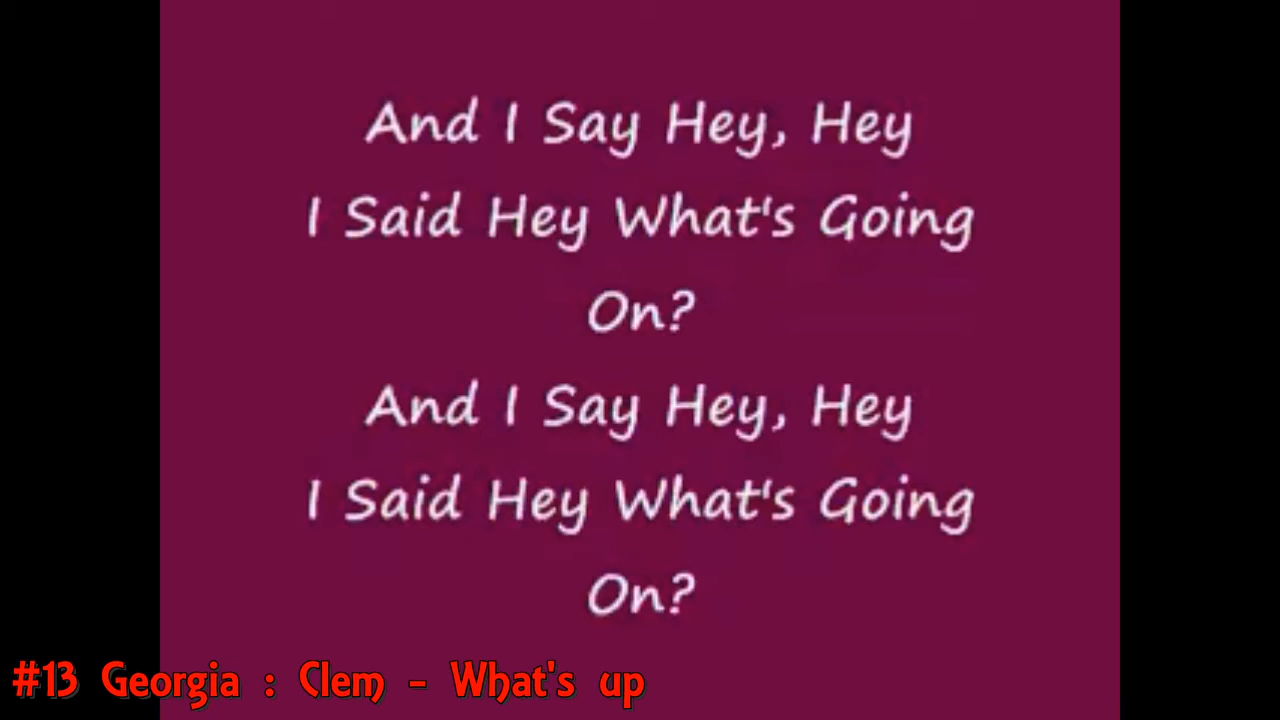 And I Say Hey, Hey
I Said Hey What's Going
On?
And I Say Hey, Hey
I Said Hey What's Going
On?
#13 Georgia : Clem - What's up